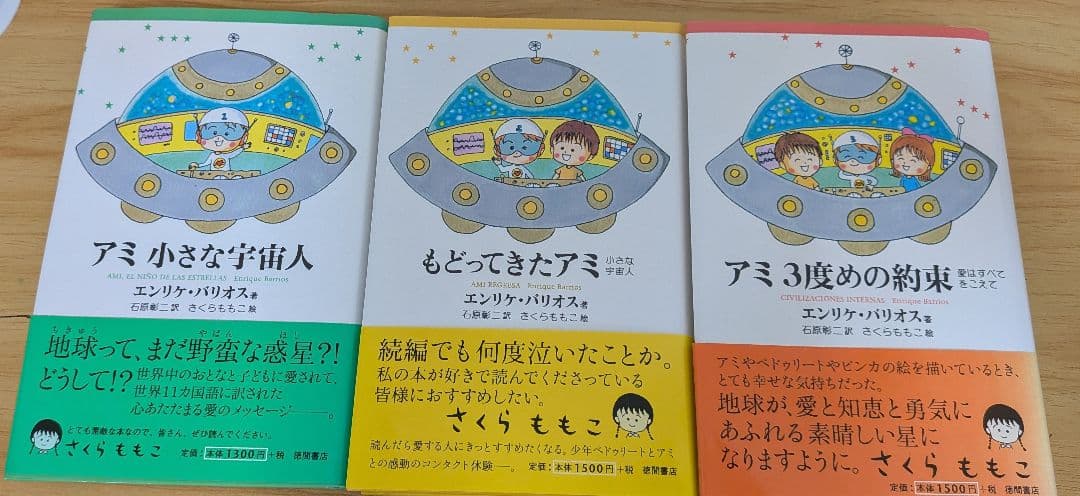 アミ 小さな宇宙人
AMI, EL NIÑO DE LAS ESTRELLAS Enrique Barrios
エンリケ・バリオス 著
石原彰二 訳 さくらももこ 絵
ちきゅう やばん ほし
地球って、まだ野蛮な惑星?!
どうして!?
世界中のおとなと子どもに愛されて、
世界11カ国語に訳された
心あたたまる愛のメッセージ――。
とても素敵な本なので、皆さん、ぜひ読んでください。
さくらももこ
定価:本体1300円+税 徳間書店
もどってきたアミ 小さな宇宙人
AMI REGRESA Enrique Barrios
エンリケ・バリオス 著
石原彰二 訳 さくらももこ 絵
続編でも何度泣いたことか。
私の本が好きで読んでくださっている
皆様におすすめしたい。
さくらももこ
読んだら愛する人にきっとすすめたくなる。少年ペドゥリートとアミ
との感動のコンタクト体験―。 定価:本体1500円+税 徳間書店
アミ 3度めの約束 愛はすべてをこえて
CIVILIZACIONES INTERNAS Enrique Barrios
エンリケ・バリオス 著
石原彰二 訳 さくらももこ 絵
アミやペドゥリートやビンカの絵を描いているとき、
とても幸せな気持ちだった。
地球が、愛と知恵と勇気に
あふれる素晴しい星に
なりますように。 さくらももこ
定価:本体1500円+税 徳間書店